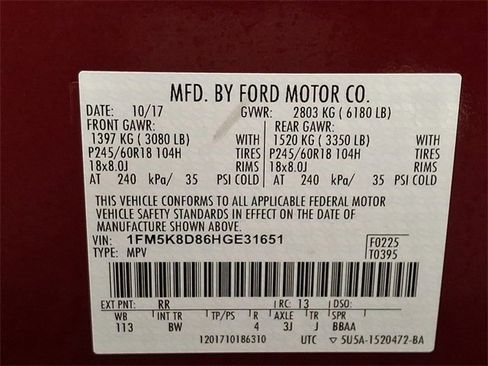 MFD. BY FORD MOTOR CO.
DATE: 10/17 GVWR: 2803 KG ( 6180 LB)
FRONT GAWR: REAR GAWR:
1397 KG ( 3080 LB) WITH 1520 KG ( 3350 LB) WITH
P245/60R18 104H TIRES P245/60R18 104H TIRES
18x8.0J RIMS 18x8.0J RIMS
AT 240 kPa/ 35 PSI COLD AT 240 kPa/ 35 PSI COLD
THIS VEHICLE CONFORMS TO ALL APPLICABLE FEDERAL MOTOR
VEHICLE SAFETY STANDARDS IN EFFECT ON THE DATE OF
MANUFACTURE SHOWN ABOVE.
VIN: 1FM5K8D86HGE31651 F0225
TYPE: MPV T0395
EXT PNT: RR RC: 13 DSO:
WB INT TR TP/PS R AXLE TR SPR
113 BW 4 3J J BBAA
1201710186310 UTC ▽ 5U5A-1520472-BA